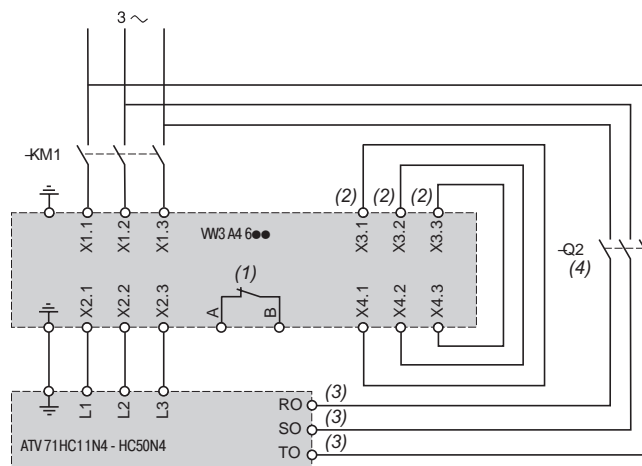 3 ∼
-KM1
(2) (2) (2)
X1.1 X1.2 X1.3 VW3 A4 6●● X3.1 X3.2 X3.3
-Q2
(4)
(1)
X2.1 X2.2 X2.3 A B X4.1 X4.2 X4.3
L1 L2 L3
RO (3)
SO (3)
TO (3)
ATV 71HC11N4 - HC50N4